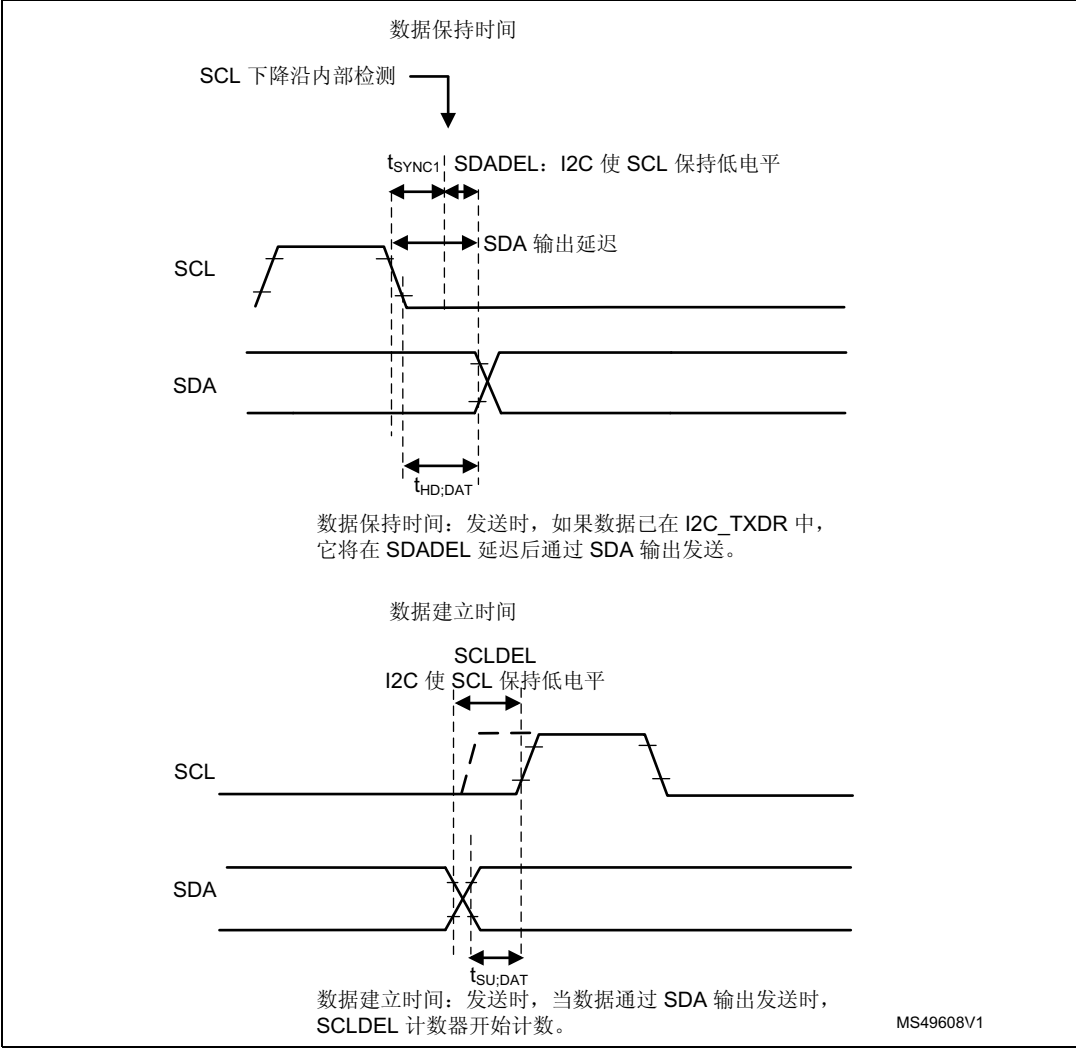 数据保持时间
SCL 下降沿内部检测
tSYNC1
SDADEL：I2C 使 SCL 保持低电平
SDA 输出延迟
SCL
SDA
tHD;DAT
数据保持时间：发送时，如果数据已在 I2C_TXDR 中，
它将在 SDADEL 延迟后通过 SDA 输出发送。
数据建立时间
SCLDEL
I2C 使 SCL 保持低电平
SCL
SDA
tSU;DAT
数据建立时间：发送时，当数据通过 SDA 输出发送时，
SCLDEL 计数器开始计数。
MS49608V1